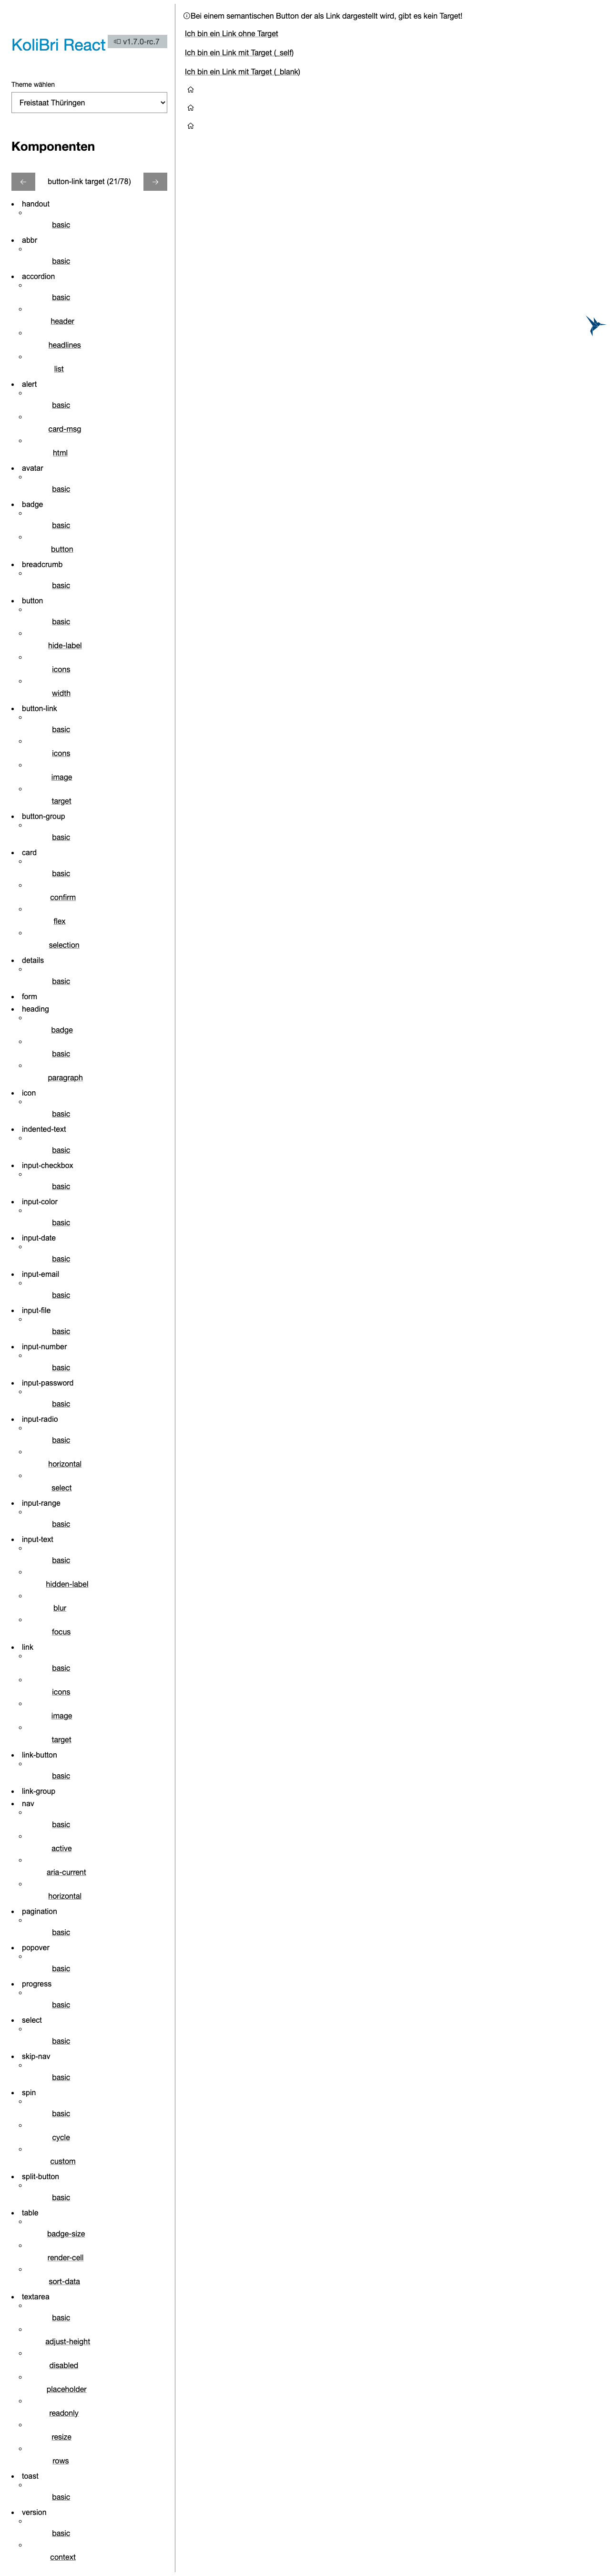 KoliBri React
v1.7.0-rc.7
Theme wählen
Freistaat Thüringen
Komponenten
button-link target (21/78)
handout
basic
abbr
basic
accordion
basic
header
headlines
list
alert
basic
card-msg
html
avatar
basic
badge
basic
button
breadcrumb
basic
button
basic
hide-label
icons
width
button-link
basic
icons
image
target
button-group
basic
card
basic
confirm
flex
selection
details
basic
form
heading
badge
basic
paragraph
icon
basic
indented-text
basic
input-checkbox
basic
input-color
basic
input-date
basic
input-email
basic
input-file
basic
input-number
basic
input-password
basic
input-radio
basic
horizontal
select
input-range
basic
input-text
basic
hidden-label
blur
focus
link
basic
icons
image
target
link-button
basic
link-group
nav
basic
active
aria-current
horizontal
pagination
basic
popover
basic
progress
basic
select
basic
skip-nav
basic
spin
basic
cycle
custom
split-button
basic
table
badge-size
render-cell
sort-data
textarea
basic
adjust-height
disabled
placeholder
readonly
resize
rows
toast
basic
version
basic
context
Bei einem semantischen Button der als Link dargestellt wird, gibt es kein Target!
Ich bin ein Link ohne Target
Ich bin ein Link mit Target (_self)
Ich bin ein Link mit Target (_blank)